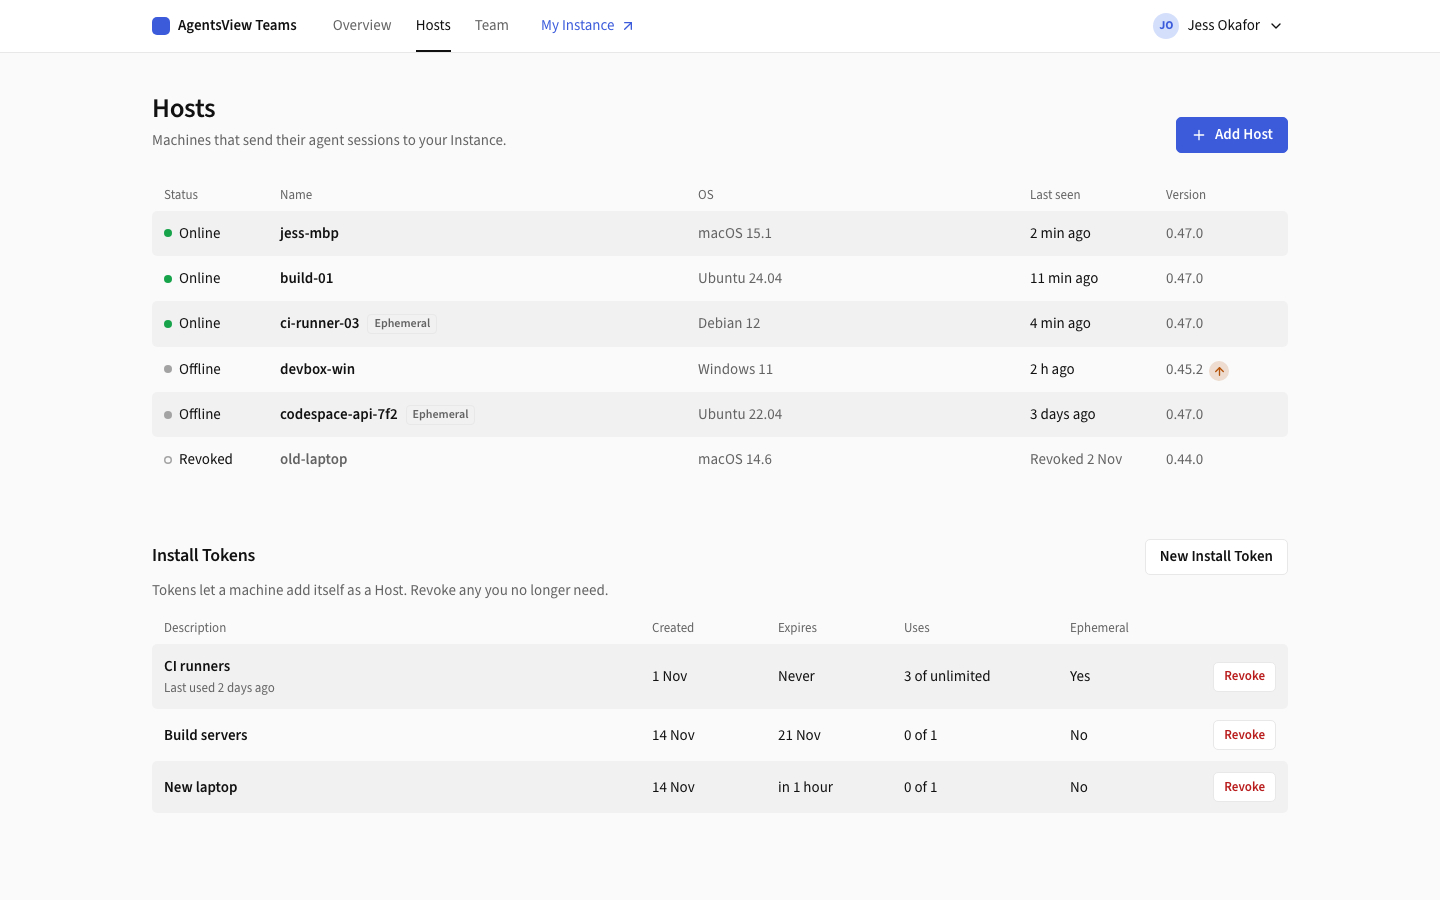 AgentsView Teams Overview Hosts Team My Instance JO Jess Okafor
Hosts
Machines that send their agent sessions to your Instance.
Add Host
Status Name OS Last seen Version
Online jess-mbp macOS 15.1 2 min ago 0.47.0
Online build-01 Ubuntu 24.04 11 min ago 0.47.0
Online ci-runner-03 Ephemeral Debian 12 4 min ago 0.47.0
Offline devbox-win Windows 11 2 h ago 0.45.2
Offline codespace-api-7f2 Ephemeral Ubuntu 22.04 3 days ago 0.47.0
Revoked old-laptop macOS 14.6 Revoked 2 Nov 0.44.0
Install Tokens
New Install Token
Tokens let a machine add itself as a Host. Revoke any you no longer need.
Description Created Expires Uses Ephemeral
CI runners 1 Nov Never 3 of unlimited Yes Revoke
Last used 2 days ago
Build servers 14 Nov 21 Nov 0 of 1 No Revoke
New laptop 14 Nov in 1 hour 0 of 1 No Revoke